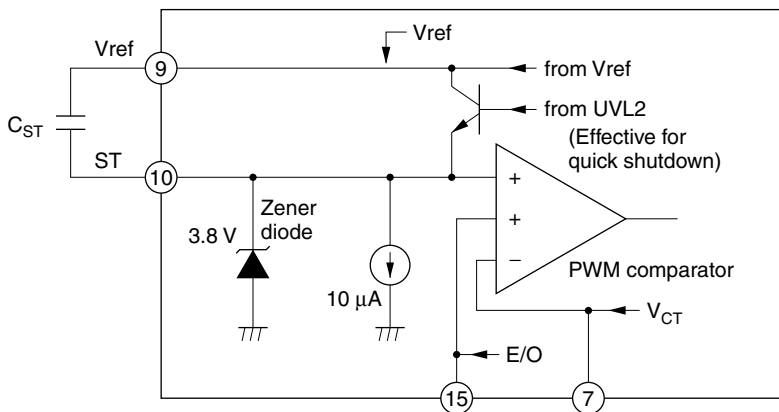 Vref
Vref
9
from Vref
from UVL2
(Effective for
quick shutdown)
C_ST
ST
10
Zener
diode
3.8 V
10 μA
+
+
−
PWM comparator
V_CT
E/O
15
7